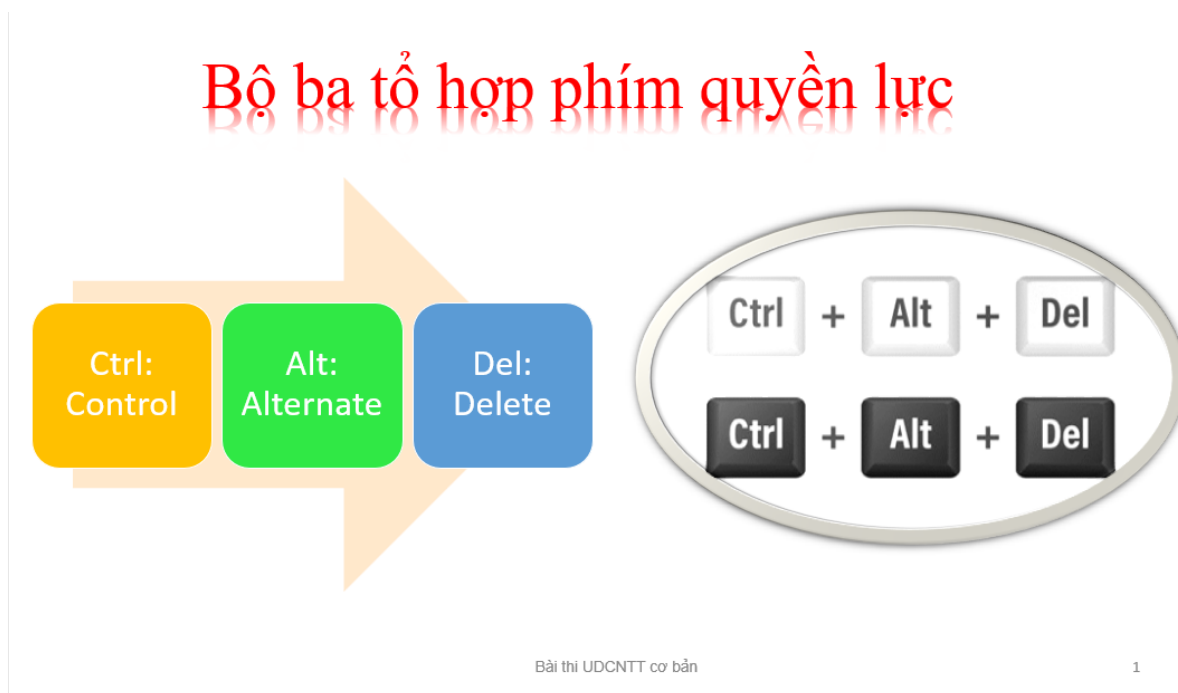 Bộ ba tổ hợp phím quyền lực
Ctrl:
Control
Alt:
Alternate
Del:
Delete
Ctrl + Alt + Del
Ctrl + Alt + Del
Bài thi UDCNTT cơ bản
1